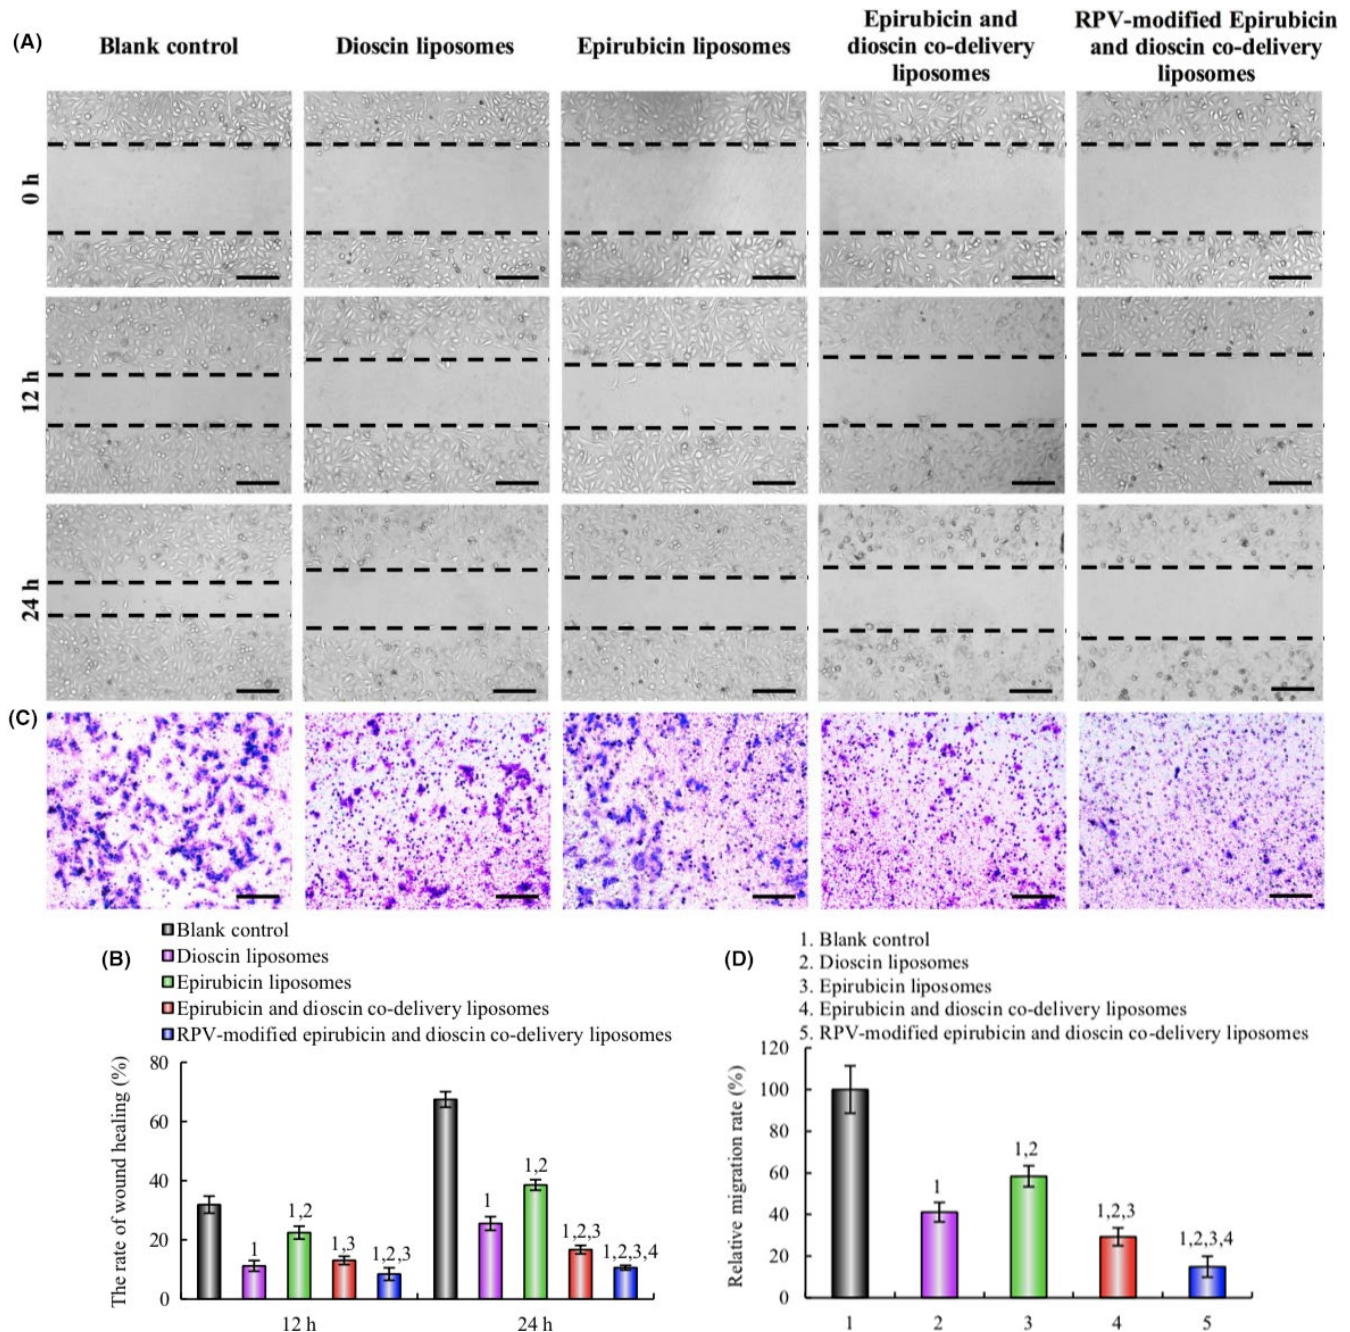 (A)
Blank control
Dioscin liposomes
Epirubicin liposomes
Epirubicin and
dioscin co-delivery
liposomes
RPV-modified Epirubicin
and dioscin co-delivery
liposomes
0 h
12 h
24 h
(C)
(B)
Blank control
Dioscin liposomes
Epirubicin liposomes
Epirubicin and dioscin co-delivery liposomes
RPV-modified epirubicin and dioscin co-delivery liposomes
The rate of wound healing (%)
80
60
40
20
0
1
1,2
1,3
1,2,3
1
1,2
1,2,3
1,2,3,4
12 h
24 h
(D)
1. Blank control
2. Dioscin liposomes
3. Epirubicin liposomes
4. Epirubicin and dioscin co-delivery liposomes
5. RPV-modified epirubicin and dioscin co-delivery liposomes
Relative migration rate (%)
120
100
80
60
40
20
0
1
1,2
1,2,3
1,2,3,4
1
2
3
4
5